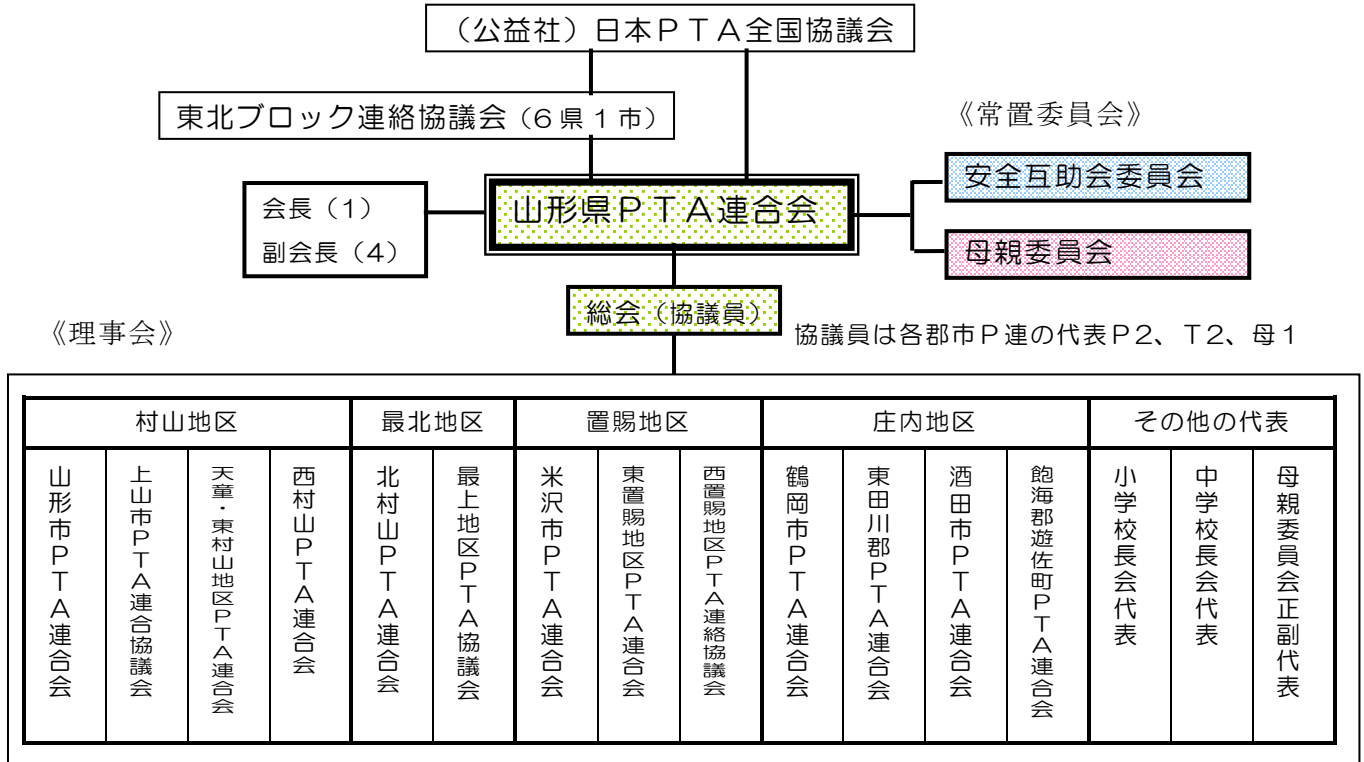 （公益社）日本ＰＴＡ全国協議会
東北ブロック連絡協議会（6県1市）
《常置委員会》
安全互助会委員会
会長（1）
副会長（4）
山形県ＰＴＡ連合会
母親委員会
総会（協議員）
《理事会》
協議員は各郡市Ｐ連の代表Ｐ２、Ｔ２、母１
村山地区
最北地区
置賜地区
庄内地区
その他の代表
山形市ＰＴＡ連合会
上山市ＰＴＡ連合協議会
天童・東村山地区ＰＴＡ連合会
西村山ＰＴＡ連合会
北村山ＰＴＡ連合会
最上地区ＰＴＡ協議会
米沢市ＰＴＡ連合会
東置賜地区ＰＴＡ連合会
西置賜地区ＰＴＡ連絡協議会
鶴岡市ＰＴＡ連合会
東田川郡ＰＴＡ連合会
酒田市ＰＴＡ連合会
飽海郡遊佐町ＰＴＡ連合会
小学校長会代表
中学校長会代表
母親委員会正副代表